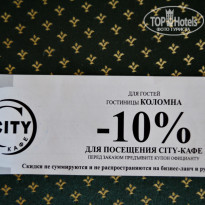 TOP HOTELS
ФОТО ТУРИЗМА
CITY
КАФЕ
ДЛЯ ГОСТЕЙ
ГОСТИНИЦЫ КОЛОМНА
-10%
ДЛЯ ПОСЕЩЕНИЯ CITY-КАФЕ
ПЕРЕД ЗАКАЗОМ ПРЕДЪЯВИТЕ КУПОН ОФИЦИАНТУ
Скидки не суммируются и не распространяются на бизнес-ланч и